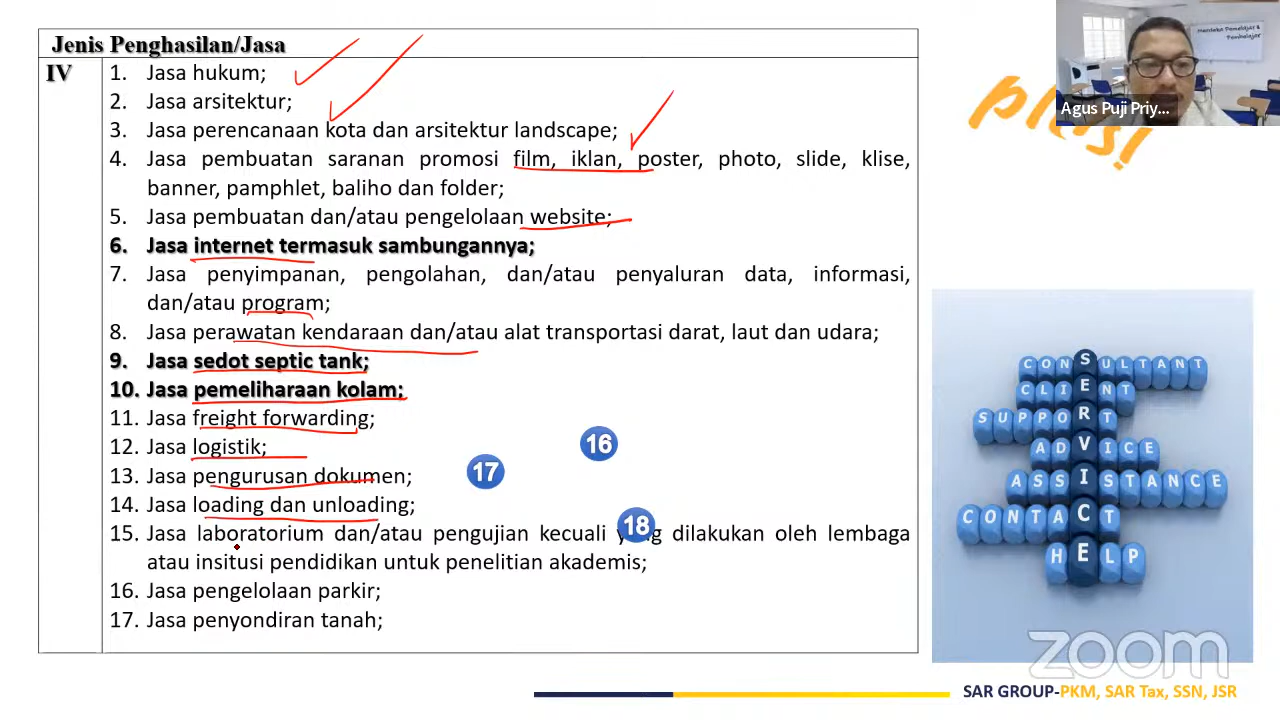 Jenis Penghasilan/Jasa
IV
1. Jasa hukum;
2. Jasa arsitektur;
3. Jasa perencanaan kota dan arsitektur landscape;
4. Jasa pembuatan saranan promosi film, iklan, poster, photo, slide, klise,
banner, pamphlet, baliho dan folder;
5. Jasa pembuatan dan/atau pengelolaan website;
6. Jasa internet termasuk sambungannya;
7. Jasa penyimpanan, pengolahan, dan/atau penyaluran data, informasi,
dan/atau program;
8. Jasa perawatan kendaraan dan/atau alat transportasi darat, laut dan udara;
9. Jasa sedot septic tank;
10. Jasa pemeliharaan kolam;
11. Jasa freight forwarding;
12. Jasa logistik;
13. Jasa pengurusan dokumen;
14. Jasa loading dan unloading;
15. Jasa laboratorium dan/atau pengujian kecuali yang dilakukan oleh lembaga
atau insitusi pendidikan untuk penelitian akademis;
16. Jasa pengelolaan parkir;
17. Jasa penyondiran tanah;
16
17
18
plus!
Merdeka Pemelajar &
Pembelajar
Agus Puji Priy...
CONSULTANT
CLIENT
SUPPORT
ADVICE
ASSISTANCE
CONTACT
HELP
SERVICE
zoom
SAR GROUP-PKM, SAR Tax, SSN, JSR